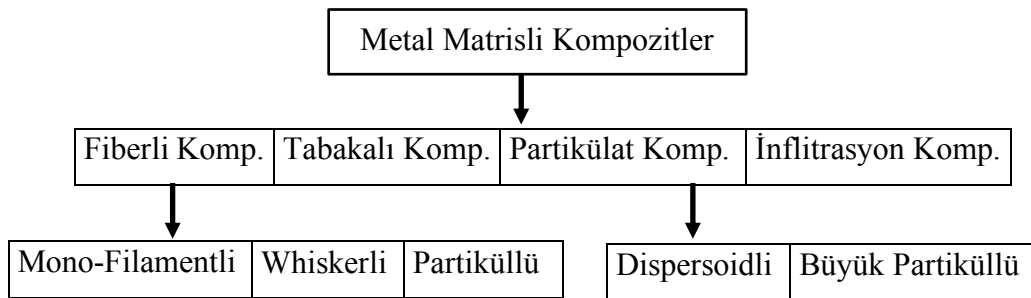 Metal Matrisli Kompozitler
Fiberli Komp. Tabakalı Komp. Partikülat Komp. İnflitrasyon Komp.
Mono-Filamentli Whiskerli Partiküllü Dispersoidli Büyük Partiküllü